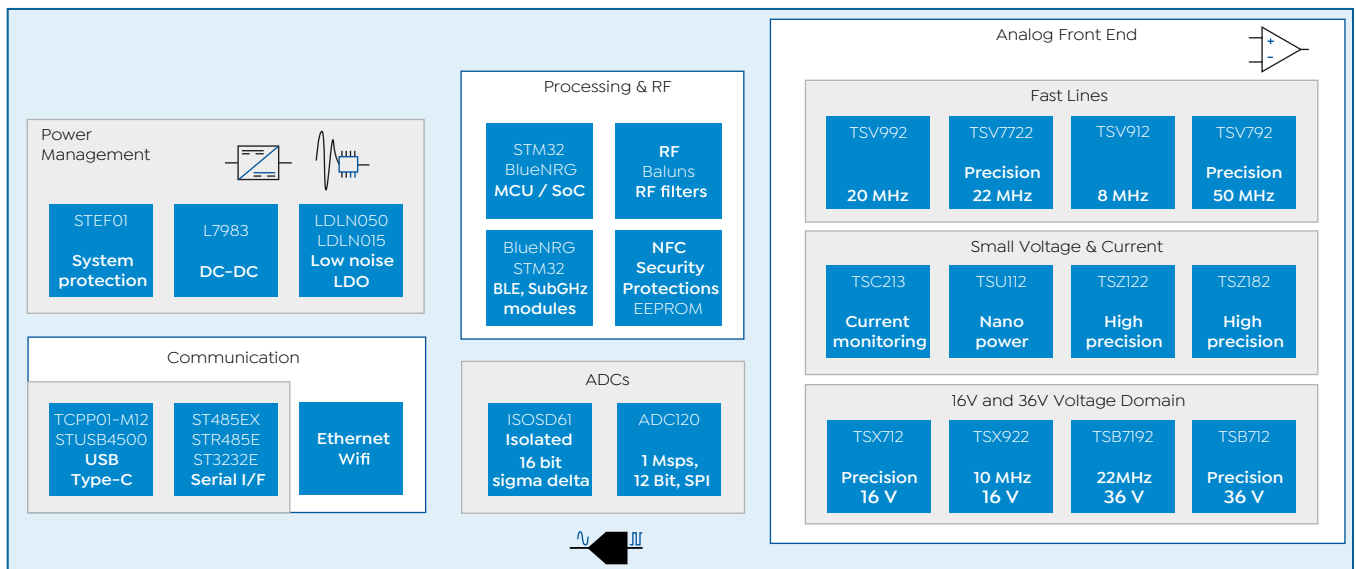 Power
Management
STEF01
System
protection
L7983
DC-DC
LDLN050
LDLN015
Low noise
LDO
Communication
TCPP01-M12
STUSB4500
USB
Type-C
ST485EX
STR485E
ST3232E
Serial I/F
Ethernet
Wifi
Processing & RF
STM32
BlueNRG
MCU / SoC
RF
Baluns
RF filters
BlueNRG
STM32
BLE, SubGHz
modules
NFC
Security
Protections
EEPROM
ADCs
ISOSD61
Isolated
16 bit
sigma delta
ADC120
1 Msps,
12 Bit, SPI
Analog Front End
Fast Lines
TSV992
20 MHz
TSV7722
Precision
22 MHz
TSV912
8 MHz
TSV792
Precision
50 MHz
Small Voltage & Current
TSC213
Current
monitoring
TSU112
Nano
power
TSZ122
High
precision
TSZ182
High
precision
16V and 36V Voltage Domain
TSX712
Precision
16 V
TSX922
10 MHz
16 V
TSB7192
22MHz
36 V
TSB712
Precision
36 V